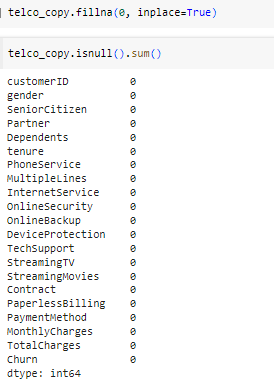 telco_copy.fillna(0, inplace=True)
telco_copy.isnull().sum()
customerID 0
gender 0
SeniorCitizen 0
Partner 0
Dependents 0
tenure 0
PhoneService 0
MultipleLines 0
InternetService 0
OnlineSecurity 0
OnlineBackup 0
DeviceProtection 0
TechSupport 0
StreamingTV 0
StreamingMovies 0
Contract 0
PaperlessBilling 0
PaymentMethod 0
MonthlyCharges 0
TotalCharges 0
Churn 0
dtype: int64